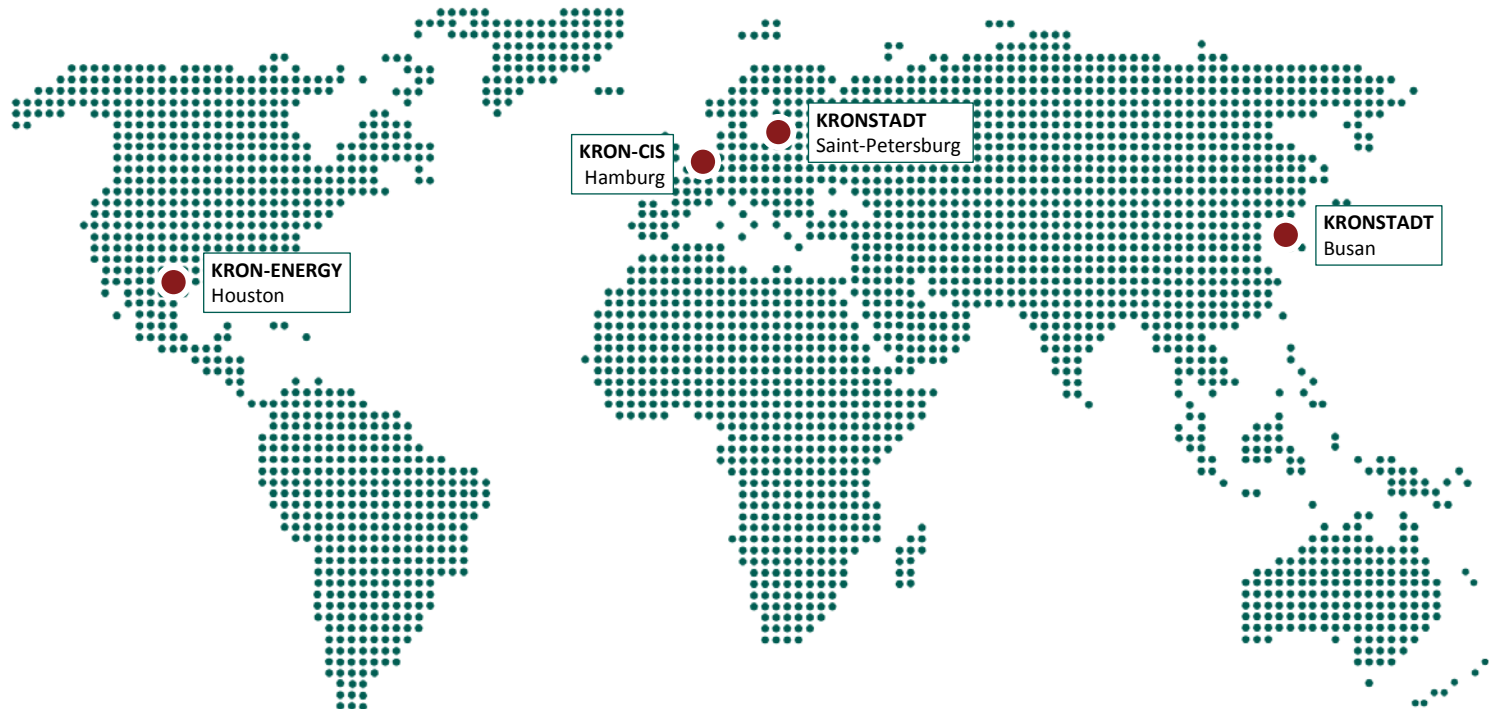 KRONSTADT
Saint-Petersburg
KRON-CIS
Hamburg
KRONSTADT
Busan
KRON-ENERGY
Houston